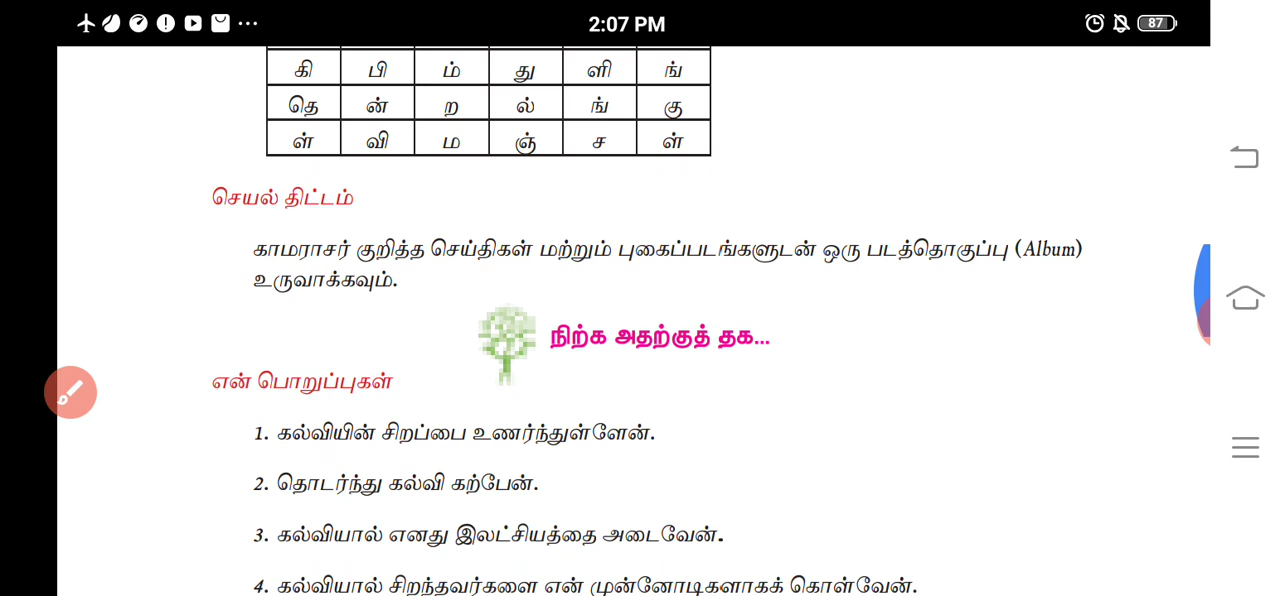 2:07 PM
87
கி பி ம் து ளி ங்
தெ ன் ற ல் ங் கு
ள் வி ம ஞ் ச ள்
செயல் திட்டம்
காமராசர் குறித்த செய்திகள் மற்றும் புகைப்படங்களுடன் ஒரு படத்தொகுப்பு (Album)
உருவாக்கவும்.
நிற்க அதற்குத் தக...
என் பொறுப்புகள்
1. கல்வியின் சிறப்பை உணர்ந்துள்ளேன்.
2. தொடர்ந்து கல்வி கற்பேன்.
3. கல்வியால் எனது இலட்சியத்தை அடைவேன்.
4. கல்வியால் சிறந்தவர்களை என் முன்னோடிகளாகக் கொள்வேன்.